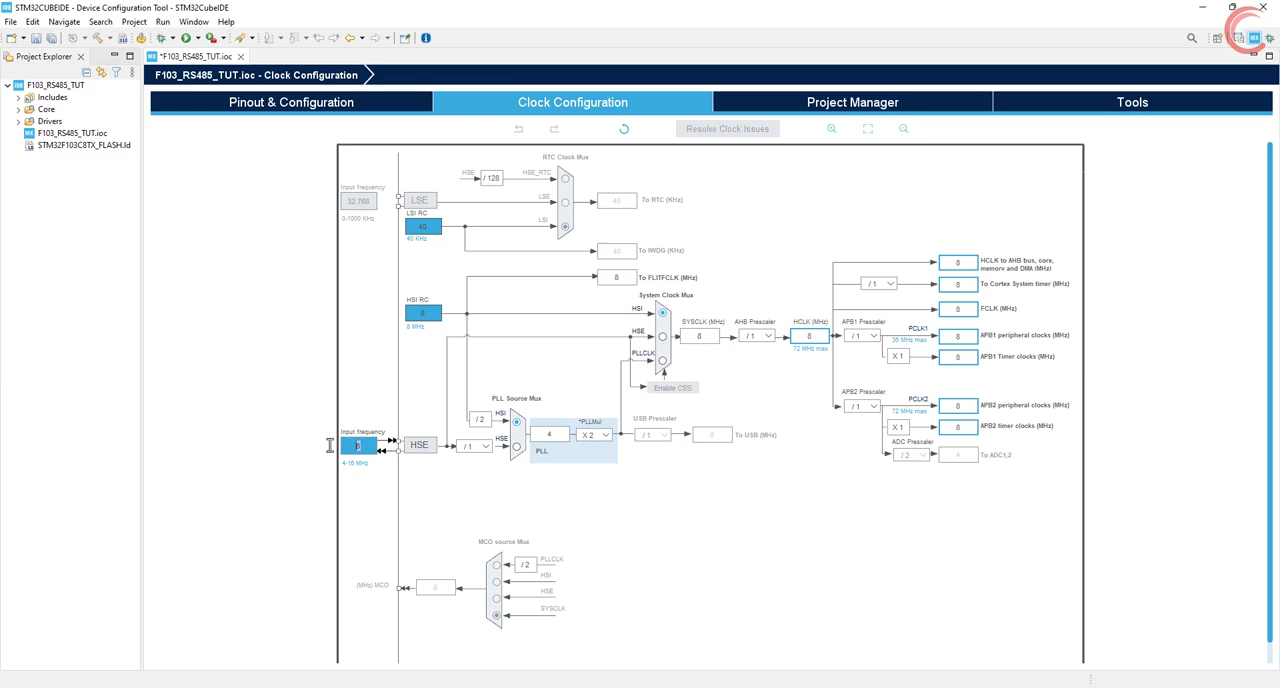 STM32CUBEIDE - Device Configuration Tool - STM32CubeIDE
File Edit Navigate Search Project Run Window Help
Project Explorer
*F103_RS485_TUT.ioc
F103_RS485_TUT
Includes
Core
Drivers
F103_RS485_TUT.ioc
STM32F103C8TX_FLASH.ld
F103_RS485_TUT.ioc - Clock Configuration
Pinout & Configuration
Clock Configuration
Project Manager
Tools
Resolve Clock Issues
RTC Clock Mux
HSE
/ 128
HSE_RTC
Input frequency
32.768
0-1000 KHz
LSE
LSE
40
To RTC (KHz)
LSI RC
40
40 KHz
LSI
40
To IWDG (KHz)
8
To FLITFCLK (MHz)
System Clock Mux
HSI RC
8
8 MHz
HSI
HSE
PLLCLK
Enable CSS
SYSCLK (MHz)
8
AHB Prescaler
/ 1
HCLK (MHz)
8
72 MHz max
8
HCLK to AHB bus, core,
memory and DMA (MHz)
/ 1
8
To Cortex System timer (MHz)
8
FCLK (MHz)
APB1 Prescaler
/ 1
PCLK1
36 MHz max
8
APB1 peripheral clocks (MHz)
X 1
8
APB1 Timer clocks (MHz)
APB2 Prescaler
/ 1
PCLK2
72 MHz max
8
APB2 peripheral clocks (MHz)
X 1
8
APB2 timer clocks (MHz)
ADC Prescaler
/ 2
4
To ADC1,2
PLL Source Mux
/ 2
HSI
Input frequency
8
4-16 MHz
HSE
/ 1
HSE
4
*PLLMul
X 2
PLL
USB Prescaler
/ 1
8
To USB (MHz)
MCO source Mux
/ 2
PLLCLK
HSI
HSE
SYSCLK
(MHz) MCO
8